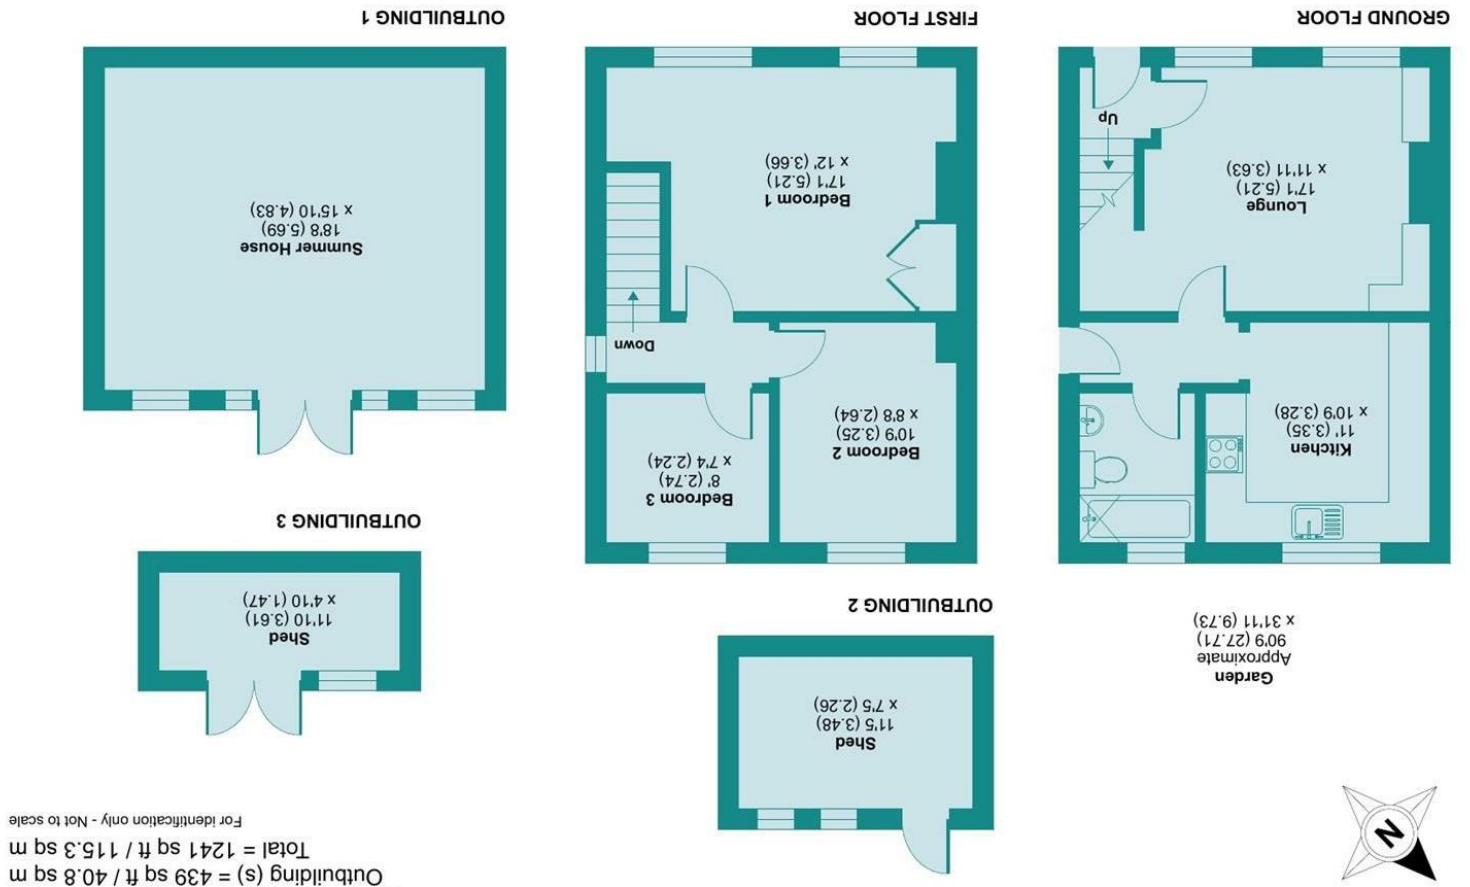 Outbuilding (s) = 439 sq ft / 40.8 sq m
Total = 1241 sq ft / 115.3 sq m
For identification only - Not to scale
N
Garden
Approximate
90'9 (27.71)
x 31'11 (9.73)
Shed
11'5 (3.48)
x 7'5 (2.26)
OUTBUILDING 2
Shed
11'10 (3.61)
x 4'10 (1.47)
OUTBUILDING 3
Kitchen
11' (3.35)
x 10'9 (3.28)
Lounge
17'1 (5.21)
x 11'11 (3.63)
Up
GROUND FLOOR
Bedroom 2
10'9 (3.25)
x 8'8 (2.64)
Bedroom 3
8' (2.74)
x 7'4 (2.24)
Down
Bedroom 1
17'1 (5.21)
x 12' (3.66)
FIRST FLOOR
Summer House
18'8 (5.69)
x 15'10 (4.83)
OUTBUILDING 1